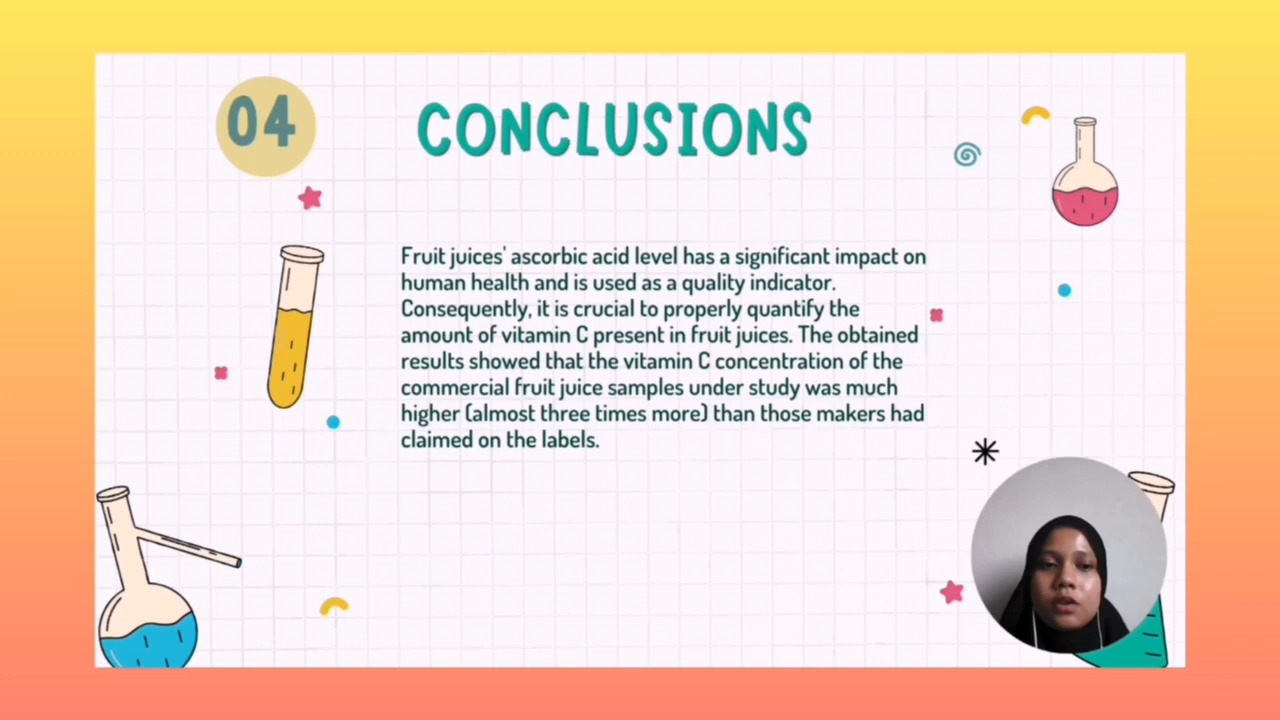 04
CONCLUSIONS
Fruit juices' ascorbic acid level has a significant impact on
human health and is used as a quality indicator.
Consequently, it is crucial to properly quantify the
amount of vitamin C present in fruit juices. The obtained
results showed that the vitamin C concentration of the
commercial fruit juice samples under study was much
higher (almost three times more) than those makers had
claimed on the labels.